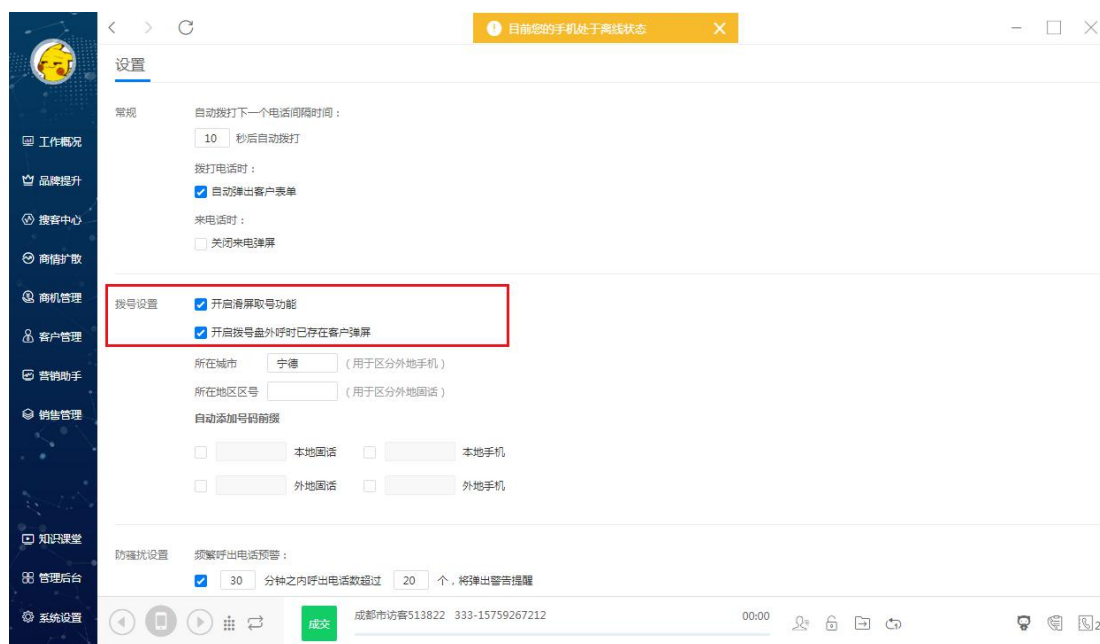 目前您的手机处于离线状态
设置
工作概况
品牌提升
搜客中心
商情扩散
商机管理
客户管理
营销助手
销售管理
知识课堂
管理后台
系统设置
常规
自动拨打下一个电话间隔时间：
10 秒后自动拨打
拨打电话时：
自动弹出客户表单
来电话时：
关闭来电弹屏
拨号设置
开启滑屏取号功能
开启拨号盘外呼时已存在客户弹屏
所在城市 宁德 （用于区分外地手机）
所在地区区号 （用于区分外地固话）
自动添加号码前缀
本地固话 本地手机
外地固话 外地手机
防骚扰设置
频繁呼出电话预警：
30 分钟之内呼出电话数超过 20 个，将弹出警告提醒
成交 成都市访客513822 333-15759267212 00:00
2